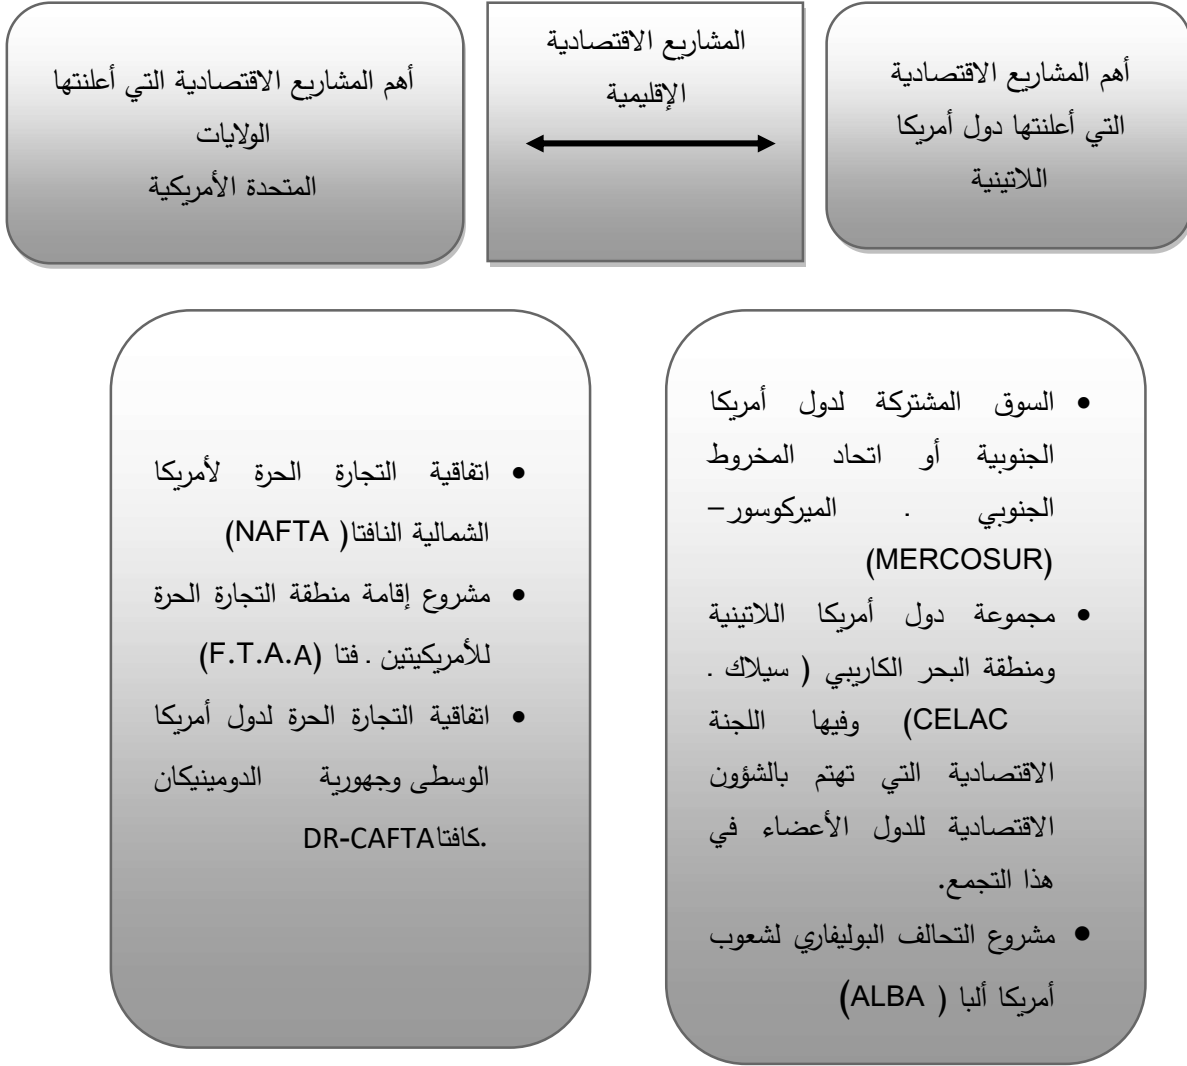 أهم المشاريع الاقتصادية
التي أعلنتها دول أمريكا
اللاتينية
المشاريع الاقتصادية
الإقليمية
أهم المشاريع الاقتصادية التي أعلنتها
الولايات
المتحدة الأمريكية
• السوق المشتركة لدول أمريكا
الجنوبية أو اتحاد المخروط
الجنوبي . الميركوسور–
(MERCOSUR)
• مجموعة دول أمريكا اللاتينية
ومنطقة البحر الكاريبي ( سيلاك .
CELAC) وفيها اللجنة
الاقتصادية التي تهتم بالشؤون
الاقتصادية للدول الأعضاء في
هذا التجمع.
• مشروع التحالف البوليفاري لشعوب
أمريكا ألبا ( ALBA)
• اتفاقية التجارة الحرة لأمريكا
الشمالية النافتا( NAFTA)
• مشروع إقامة منطقة التجارة الحرة
للأمريكيتين . فتا (F.T.A.A)
• اتفاقية التجارة الحرة لدول أمريكا
الوسطى وجهورية الدومينيكان
.كافتاDR-CAFTA